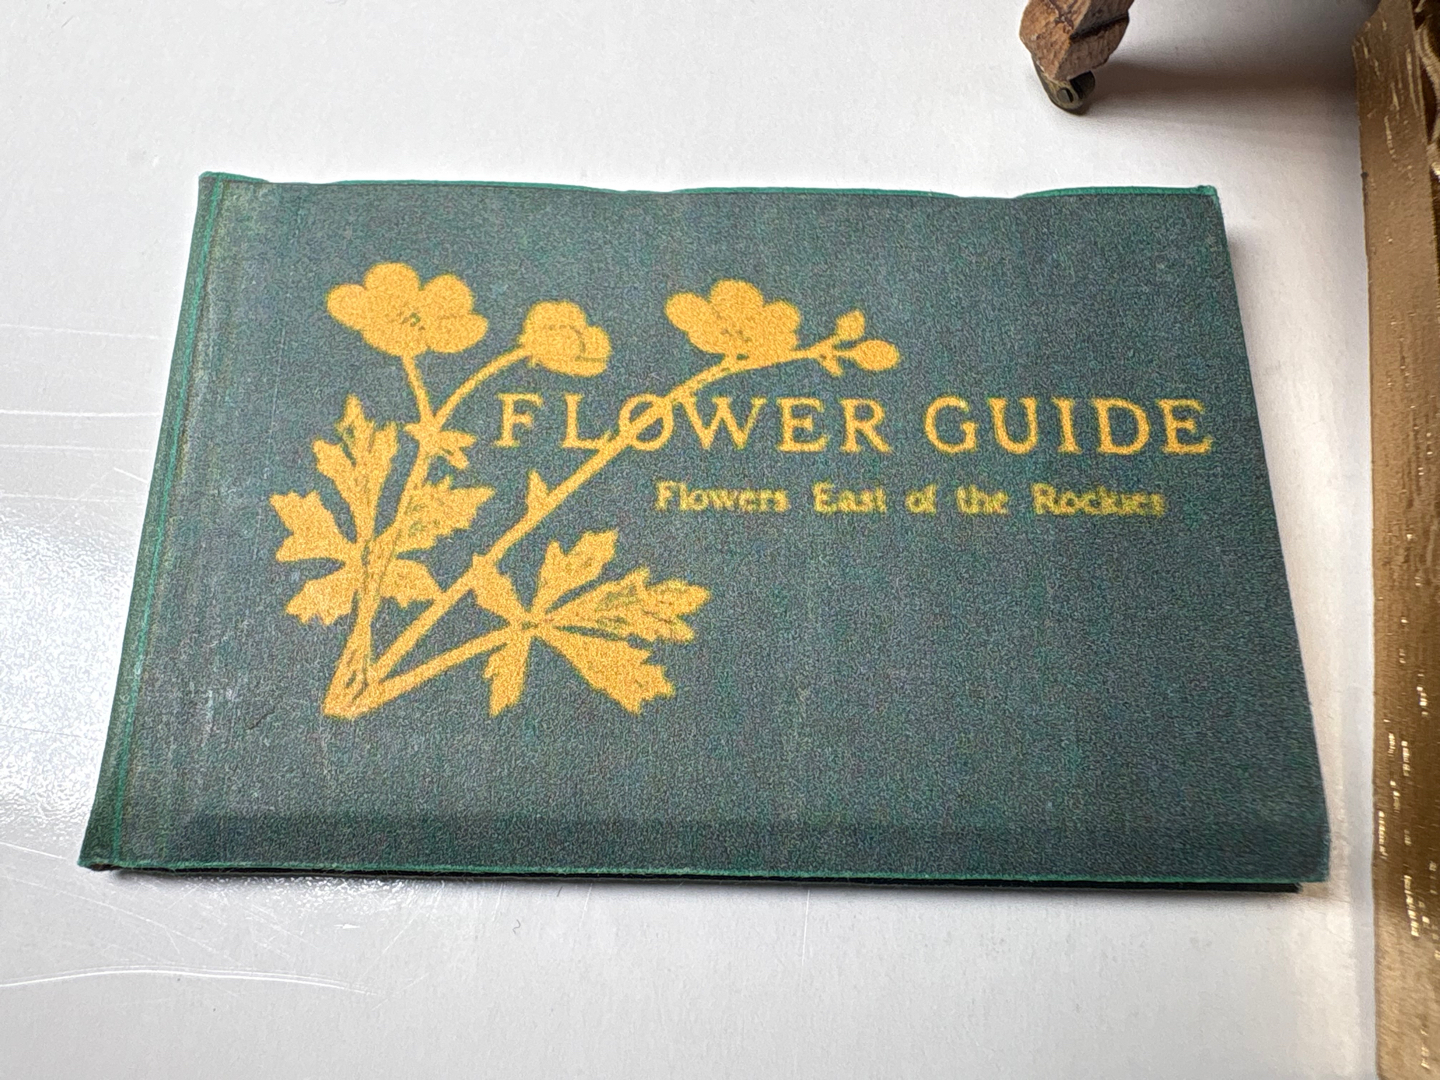 FLOWER GUIDE
Flowers East of the Rockies